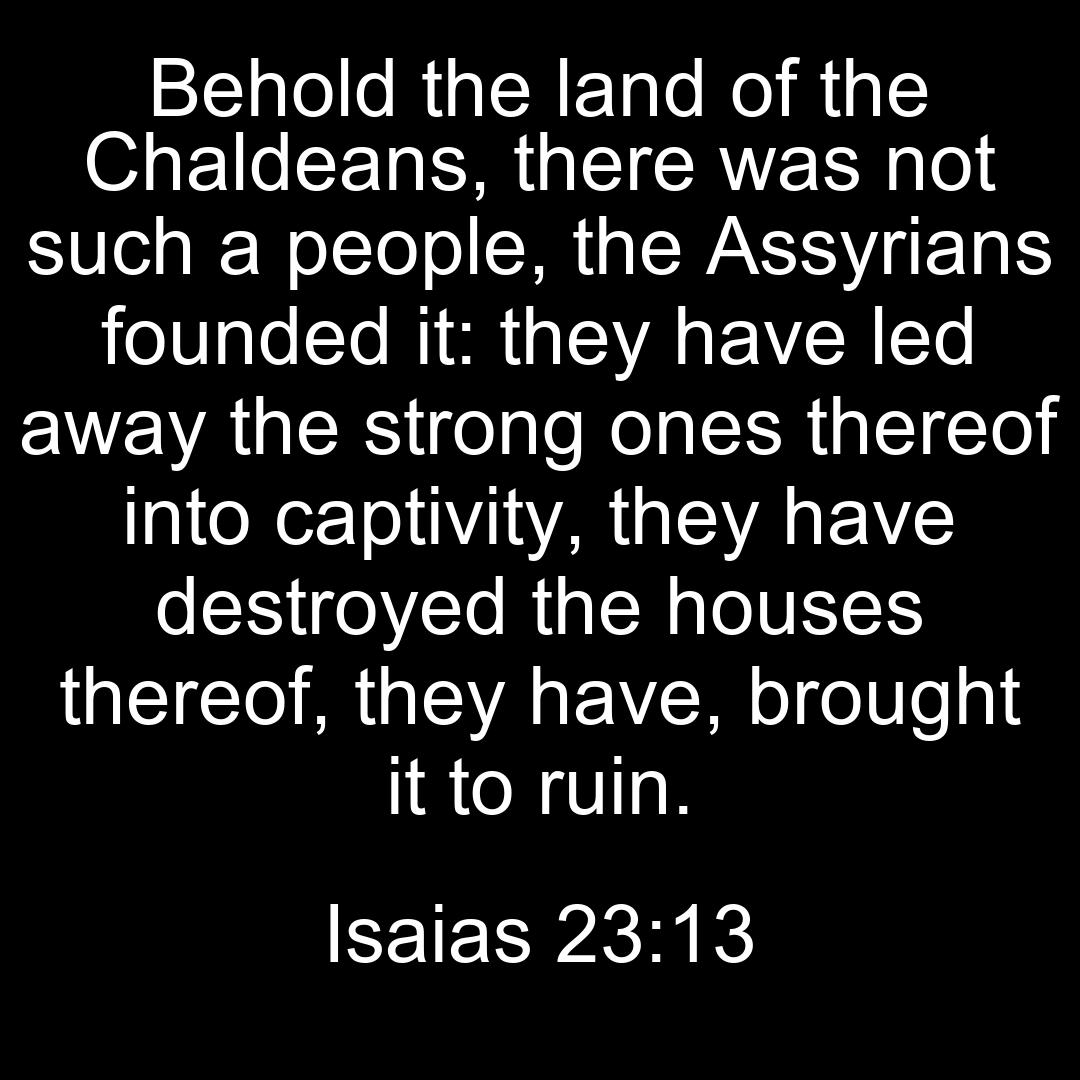 Behold the land of the
Chaldeans, there was not
such a people, the Assyrians
founded it: they have led
away the strong ones thereof
into captivity, they have
destroyed the houses
thereof, they have, brought
it to ruin.
Isaias 23:13